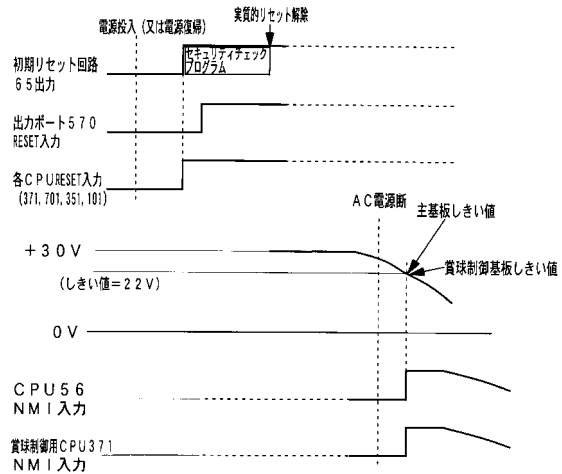 電源投入(又は電源復帰)
実質的リセット解除
初期リセット回路
65出力
セキュリティチェック
プログラム
出力ポート570
RESET入力
各CPURESET入力
(371,701,351,101)
AC電源断
主基板しきい値
+30V
賞球制御基板しきい値
(しきい値=22V)
0V
CPU56
NMI入力
賞球制御用CPU371
NMI入力